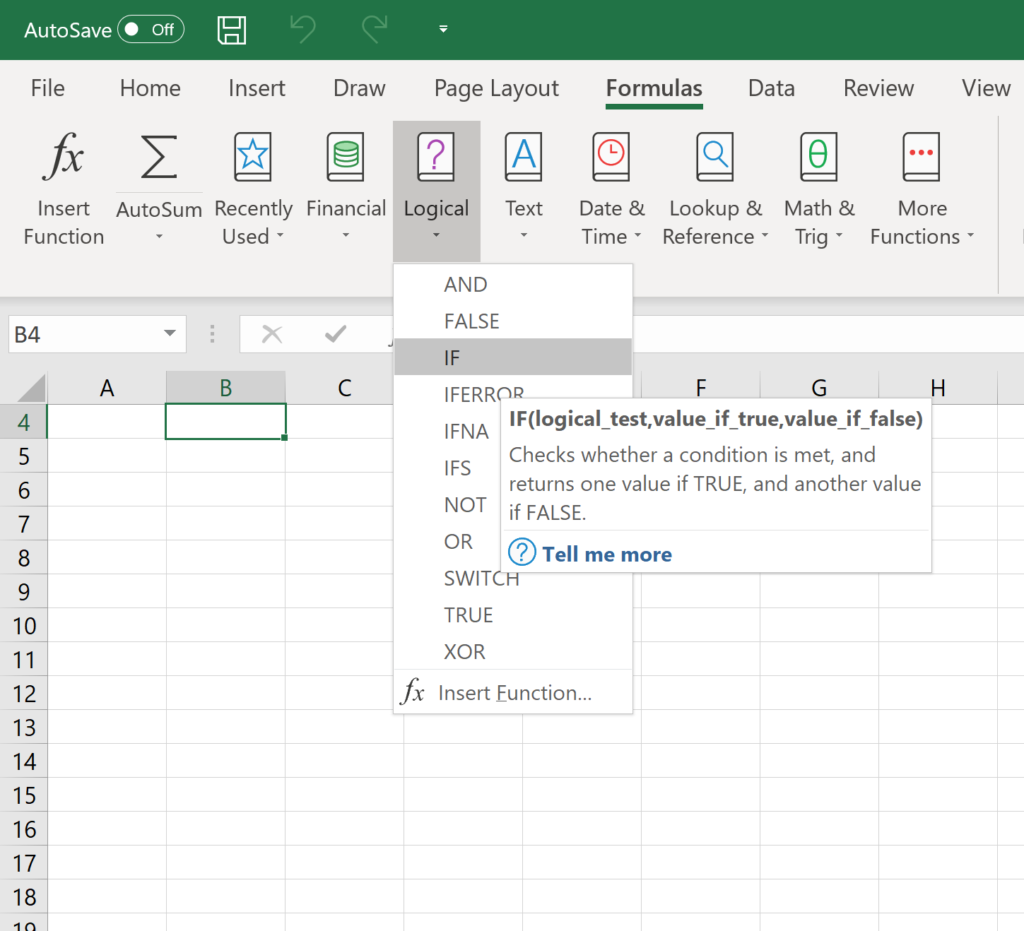 AutoSave Off
File Home Insert Draw Page Layout Formulas Data Review View
fx
Insert Function
AutoSum
Recently Used
Financial
?
Logical
A
Text
Date & Time
Lookup & Reference
θ
Math & Trig
More Functions
B4
A B C F G H
4
5
6
7
8
9
10
11
12
13
14
15
16
17
18
19
AND
FALSE
IF
IFERROR
IFNA
IFS
NOT
OR
SWITCH
TRUE
XOR
fx Insert Function...
IF(logical_test,value_if_true,value_if_false)
Checks whether a condition is met, and
returns one value if TRUE, and another value
if FALSE.
? Tell me more